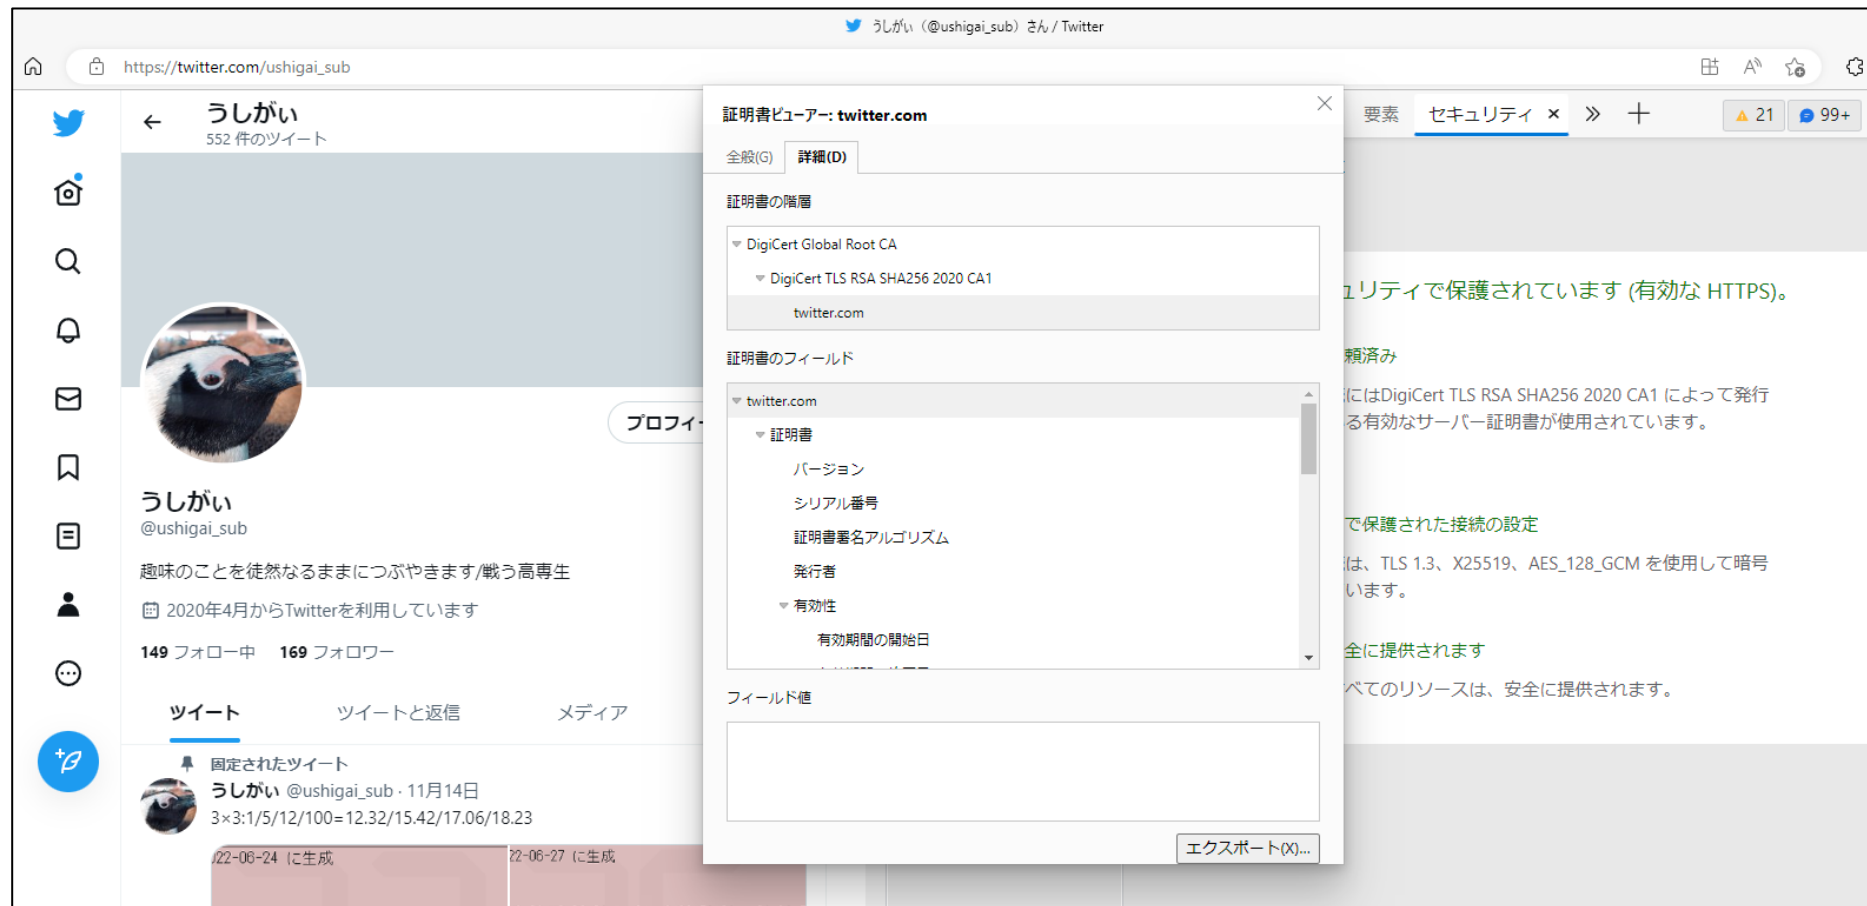 うしがい（@ushigai_sub）さん / Twitter
https://twitter.com/ushigai_sub
うしがい
552 件のツイート
プロフィー
うしがい
@ushigai_sub
趣味のことを徒然なるままにつぶやきます/戦う高専生
2020年4月からTwitterを利用しています
149 フォロー中 169 フォロワー
ツイート ツイートと返信 メディア
固定されたツイート
うしがい @ushigai_sub · 11月14日
3×3:1/5/12/100=12.32/15.42/17.06/18.23
22-06-24 に生成
22-06-27 に生成
証明書ビューアー: twitter.com
全般(G) 詳細(D)
証明書の階層
DigiCert Global Root CA
DigiCert TLS RSA SHA256 2020 CA1
twitter.com
証明書のフィールド
twitter.com
証明書
バージョン
シリアル番号
証明書署名アルゴリズム
発行者
有効性
有効期間の開始日
フィールド値
エクスポート(X)...
要素 セキュリティ 21 99+
ュリティで保護されています (有効な HTTPS)。
頼済み
にはDigiCert TLS RSA SHA256 2020 CA1 によって発行
る有効なサーバー証明書が使用されています。
で保護された接続の設定
は、TLS 1.3、X25519、AES_128_GCM を使用して暗号
います。
全に提供されます
べてのリソースは、安全に提供されます。